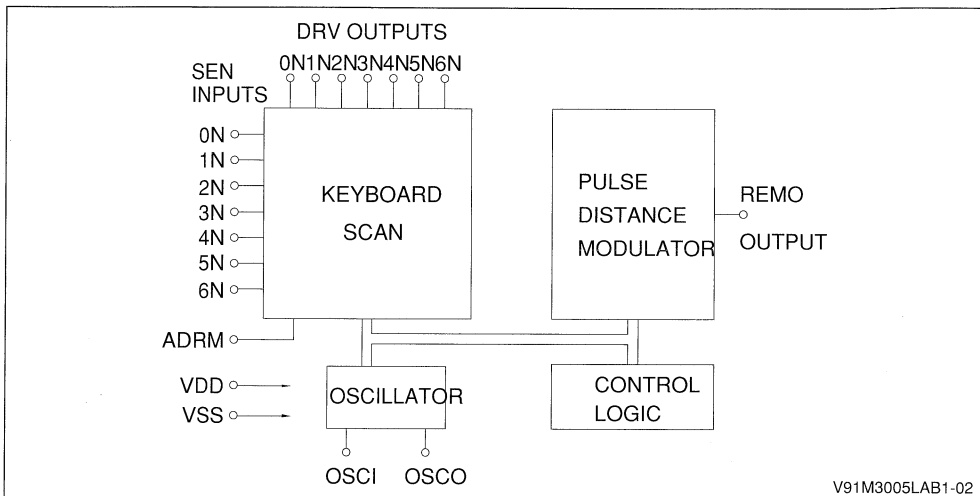 DRV OUTPUTS
0N1N2N3N4N5N6N
SEN
INPUTS
0N
1N
2N
3N
4N
5N
6N
KEYBOARD
SCAN
PULSE
DISTANCE
MODULATOR
REMO
OUTPUT
ADRM
VDD
VSS
OSCILLATOR
CONTROL
LOGIC
OSCI OSCO
V91M3005LAB1-02